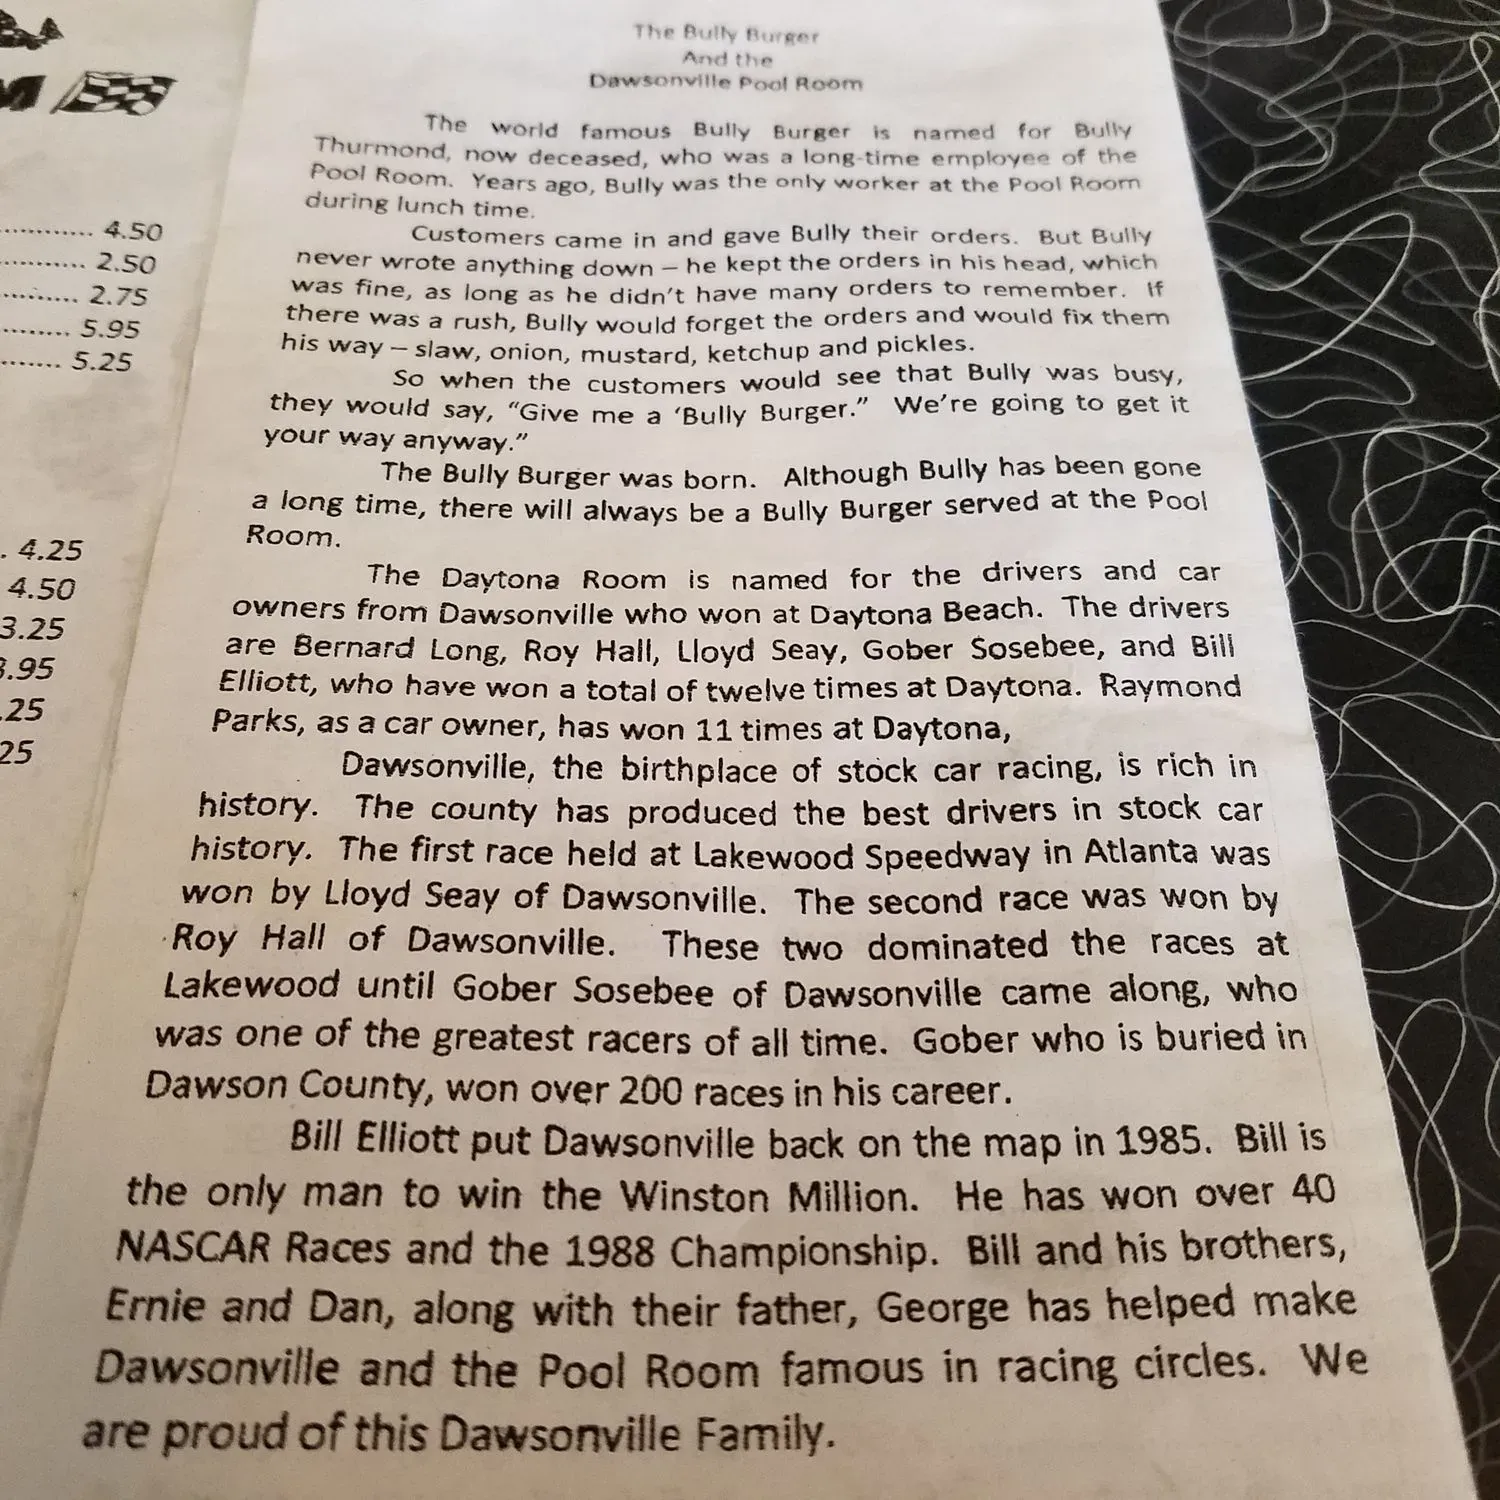 4.50
2.50
2.75
5.95
5.25
4.25
4.50
3.25
.95
.25
25
The Bully Burger
And the
Dawsonville Pool Room
The world famous Bully Burger is named for Bully
Thurmond, now deceased, who was a long-time employee of the
Pool Room. Years ago, Bully was the only worker at the Pool Room
during lunch time.
Customers came in and gave Bully their orders. But Bully
never wrote anything down – he kept the orders in his head, which
was fine, as long as he didn't have many orders to remember. If
there was a rush, Bully would forget the orders and would fix them
his way – slaw, onion, mustard, ketchup and pickles.
So when the customers would see that Bully was busy,
they would say, “Give me a ‘Bully Burger.” We're going to get it
your way anyway.”
The Bully Burger was born. Although Bully has been gone
a long time, there will always be a Bully Burger served at the Pool
Room.
The Daytona Room is named for the drivers and car
owners from Dawsonville who won at Daytona Beach. The drivers
are Bernard Long, Roy Hall, Lloyd Seay, Gober Sosebee, and Bill
Elliott, who have won a total of twelve times at Daytona. Raymond
Parks, as a car owner, has won 11 times at Daytona,
Dawsonville, the birthplace of stock car racing, is rich in
history. The county has produced the best drivers in stock car
history. The first race held at Lakewood Speedway in Atlanta was
won by Lloyd Seay of Dawsonville. The second race was won by
Roy Hall of Dawsonville. These two dominated the races at
Lakewood until Gober Sosebee of Dawsonville came along, who
was one of the greatest racers of all time. Gober who is buried in
Dawson County, won over 200 races in his career.
Bill Elliott put Dawsonville back on the map in 1985. Bill is
the only man to win the Winston Million. He has won over 40
NASCAR Races and the 1988 Championship. Bill and his brothers,
Ernie and Dan, along with their father, George has helped make
Dawsonville and the Pool Room famous in racing circles. We
are proud of this Dawsonville Family.